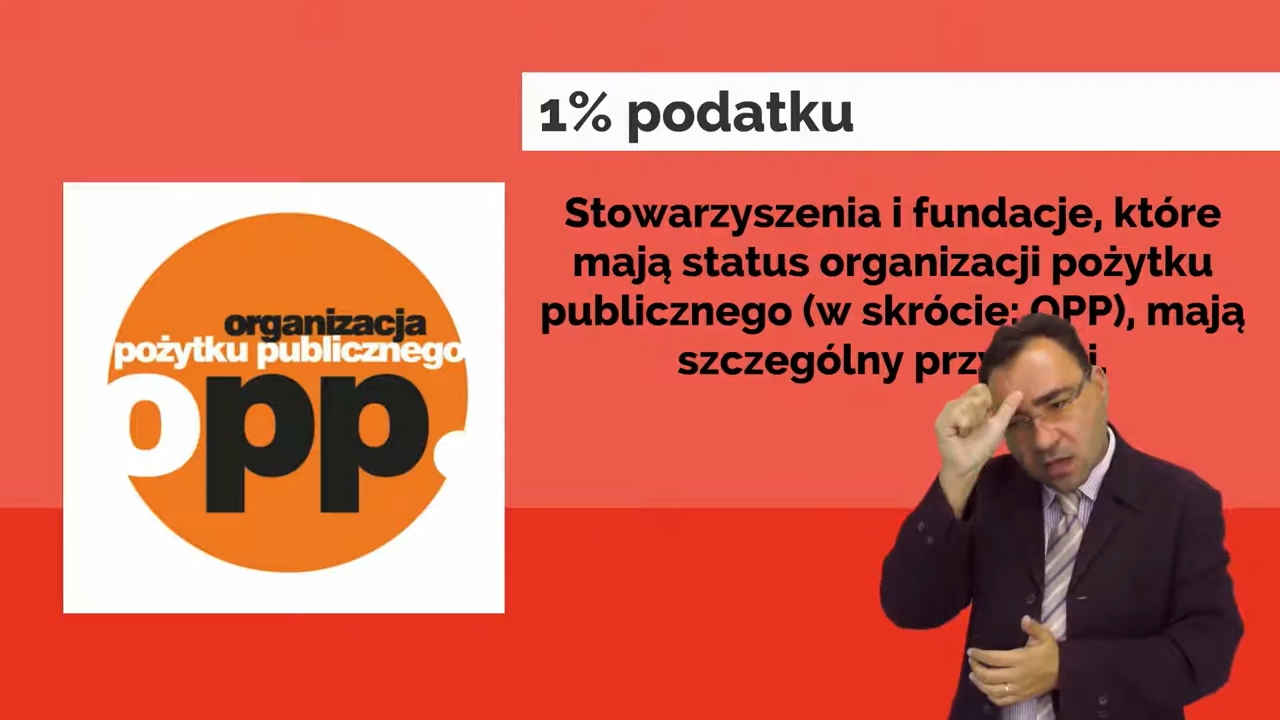 1% podatku
Stowarzyszenia i fundacje, które
mają status organizacji pożytku
publicznego (w skrócie: OPP), mają
szczególny
organizacja
pożytku publicznego
opp.